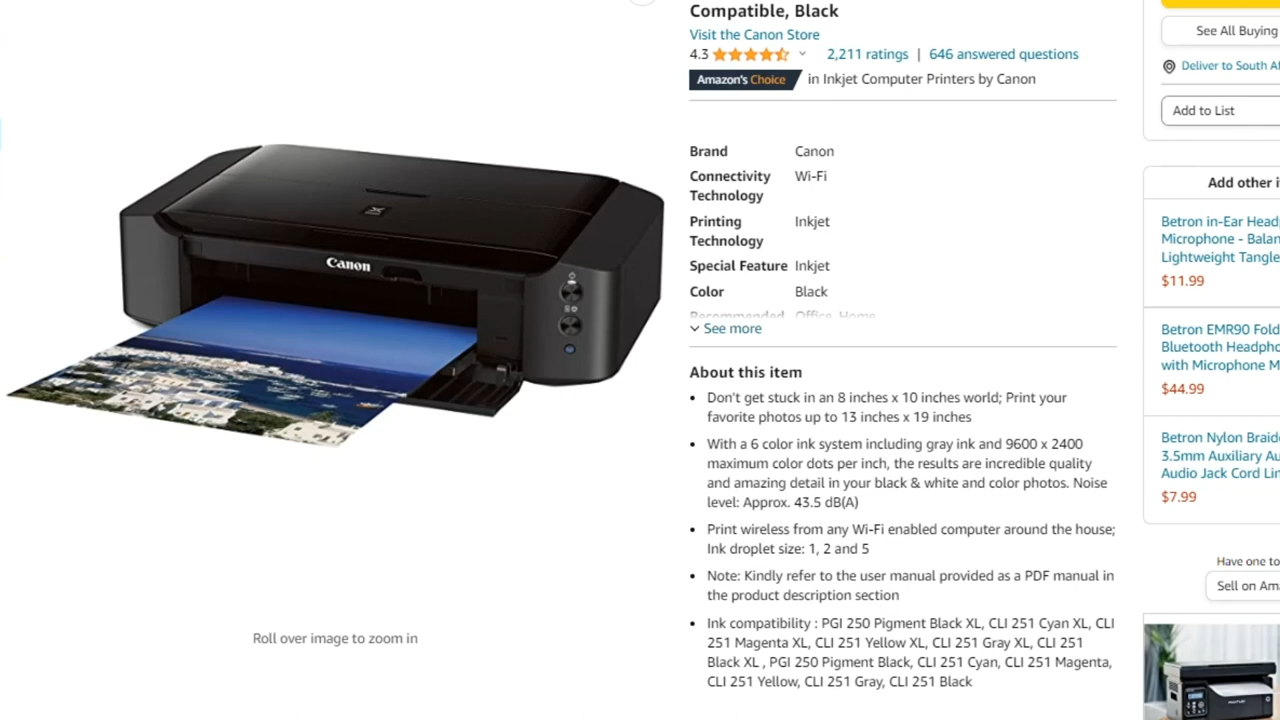 Compatible, Black
Visit the Canon Store
4.3
2,211 ratings | 646 answered questions
Amazon's Choice in Inkjet Computer Printers by Canon
Brand Canon
Connectivity Technology Wi-Fi
Printing Technology Inkjet
Special Feature Inkjet
Color Black
Recommended Office, Home
See more
About this item
Don't get stuck in an 8 inches x 10 inches world; Print your
favorite photos up to 13 inches x 19 inches
With a 6 color ink system including gray ink and 9600 x 2400
maximum color dots per inch, the results are incredible quality
and amazing detail in your black & white and color photos. Noise
level: Approx. 43.5 dB(A)
Print wireless from any Wi-Fi enabled computer around the house;
Ink droplet size: 1, 2 and 5
Note: Kindly refer to the user manual provided as a PDF manual in
the product description section
Ink compatibility : PGI 250 Pigment Black XL, CLI 251 Cyan XL, CLI
251 Magenta XL, CLI 251 Yellow XL, CLI 251 Gray XL, CLI 251
Black XL , PGI 250 Pigment Black, CLI 251 Cyan, CLI 251 Magenta,
CLI 251 Yellow, CLI 251 Gray, CLI 251 Black
Canon
Roll over image to zoom in
See All Buying
Deliver to South Af
Add to List
Add other i
Betron in-Ear Head
Microphone - Balan
Lightweight Tangle
$11.99
Betron EMR90 Fold
Bluetooth Headpho
with Microphone M
$44.99
Betron Nylon Braide
3.5mm Auxiliary Au
Audio Jack Cord Lin
$7.99
Have one to
Sell on Am